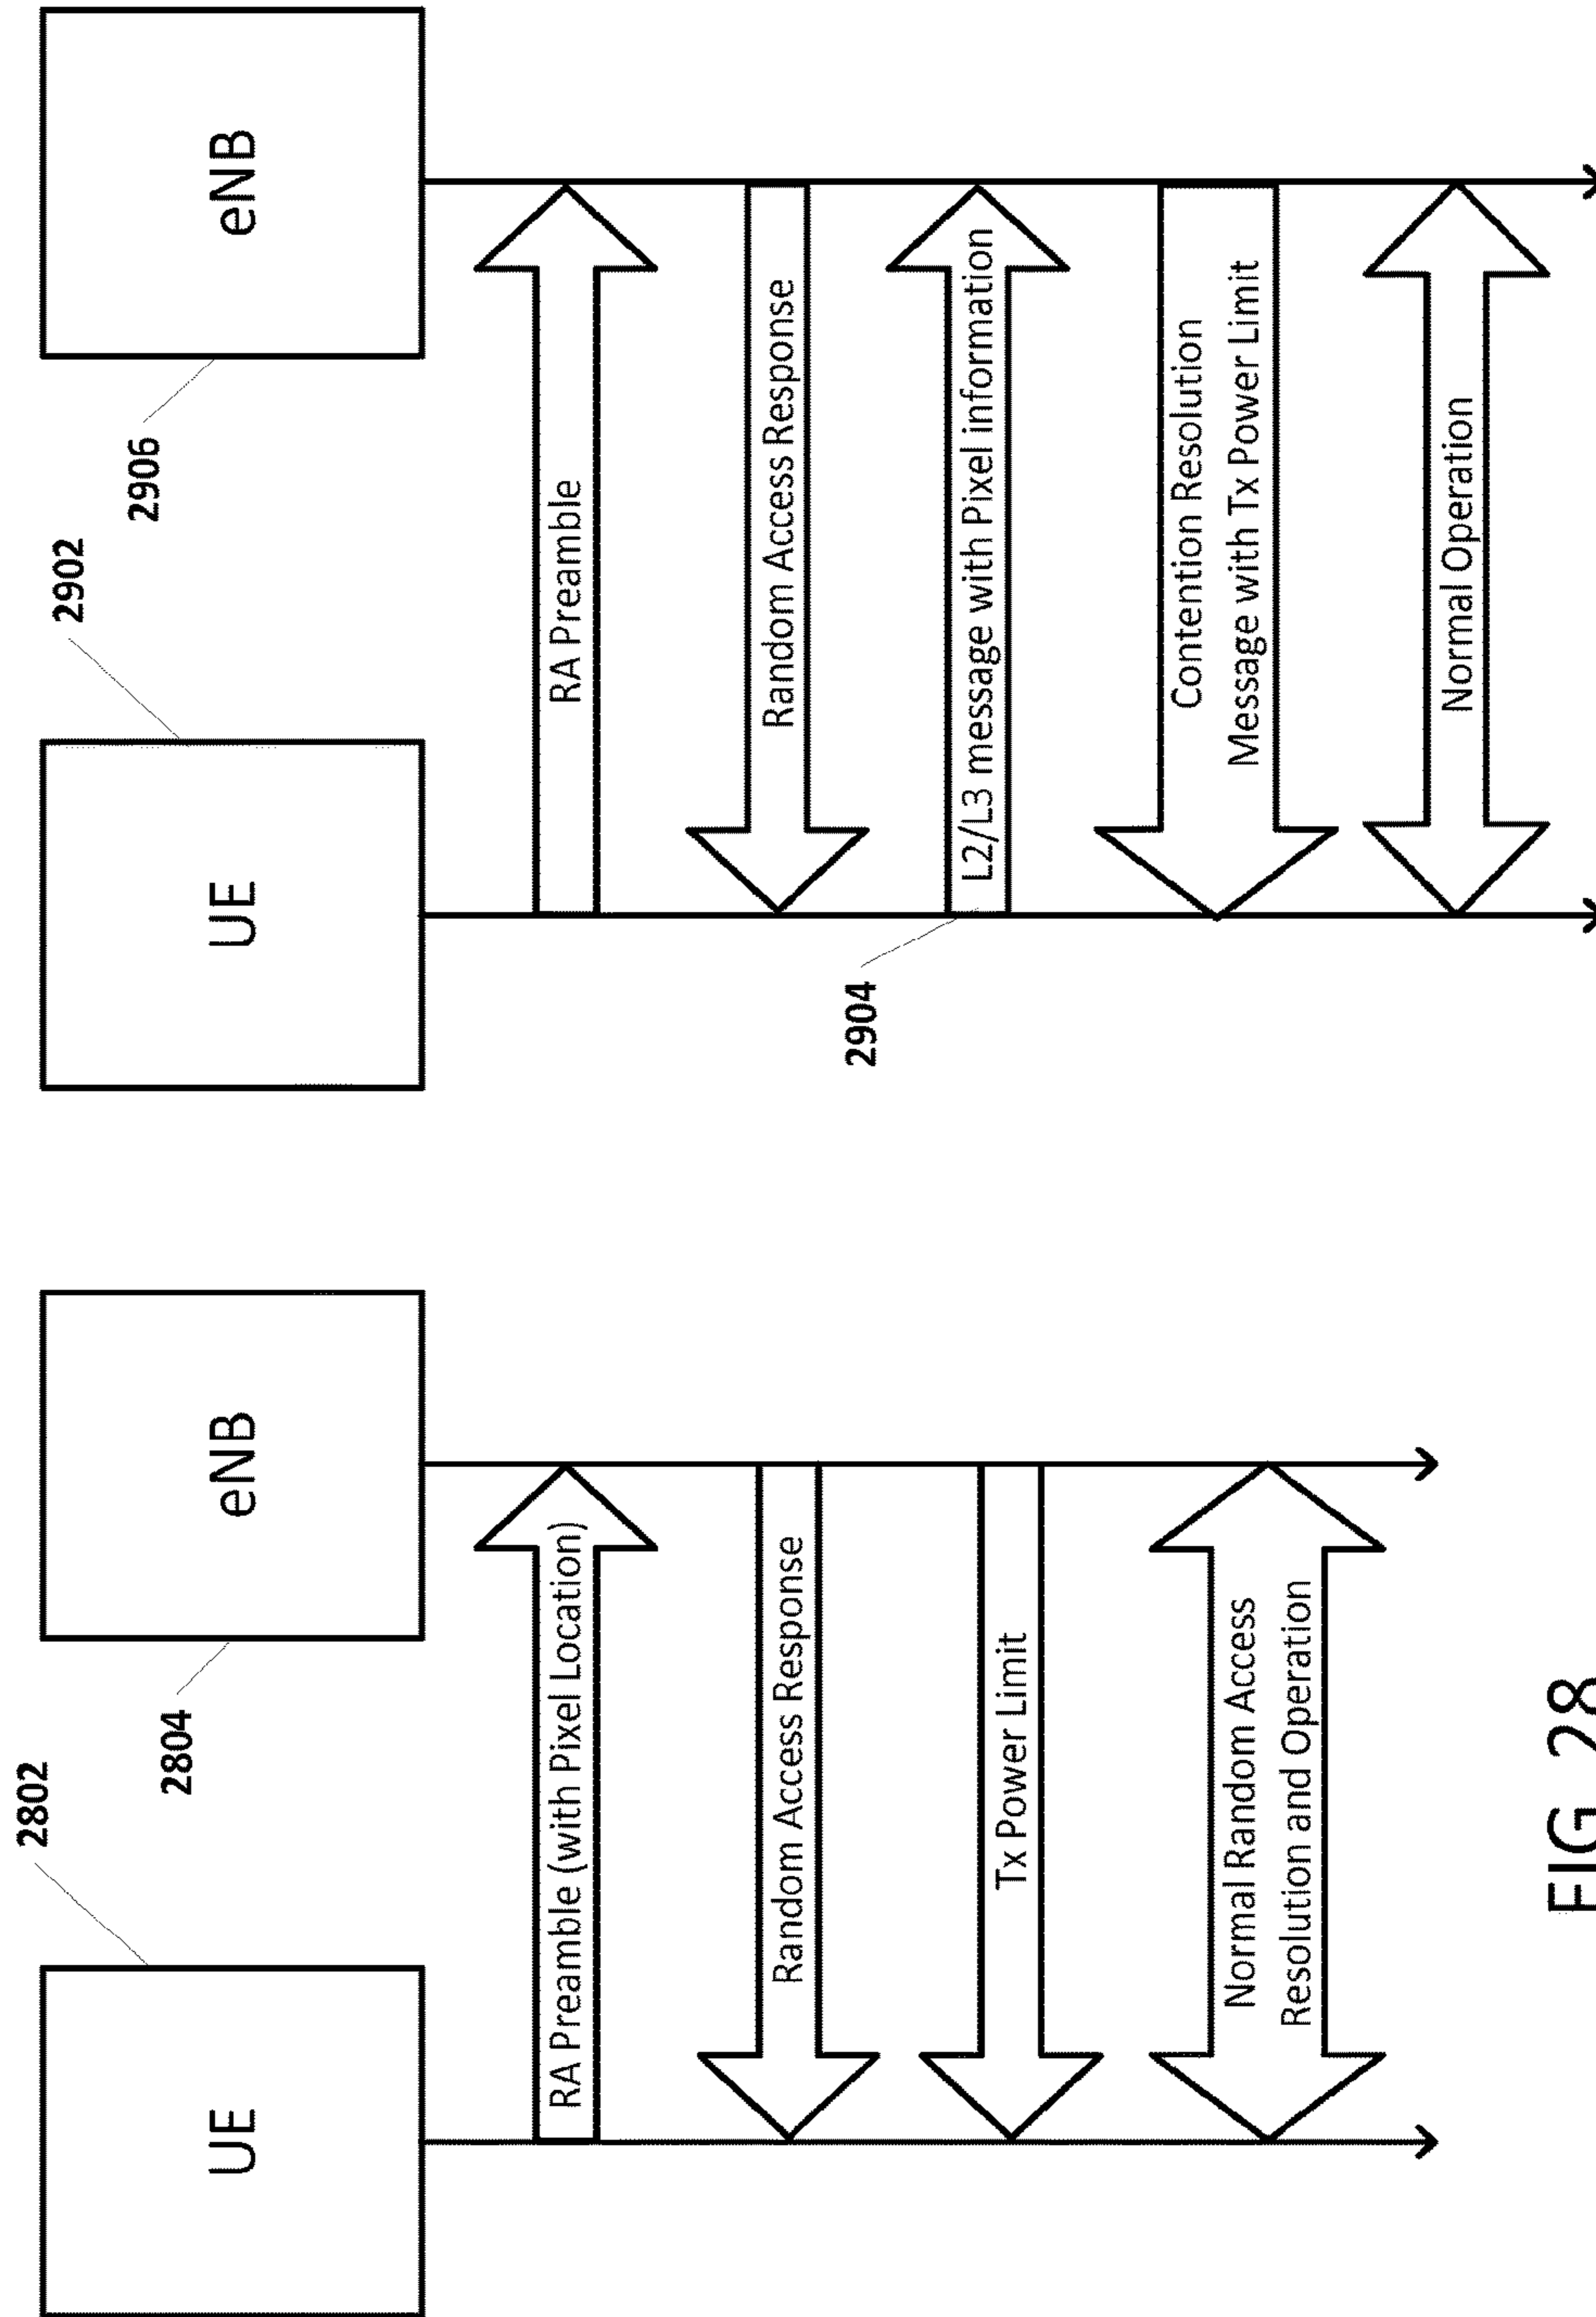 2802
2804
UE
eNB
RA Preamble (with Pixel Location)
Random Access Response
Tx Power Limit
Normal Random Access
Resolution and Operation
FIG 28
2902
2906
UE
eNB
RA Preamble
Random Access Response
L2/L3 message with Pixel information
2904
Contention Resolution
Message with Tx Power Limit
Normal Operation